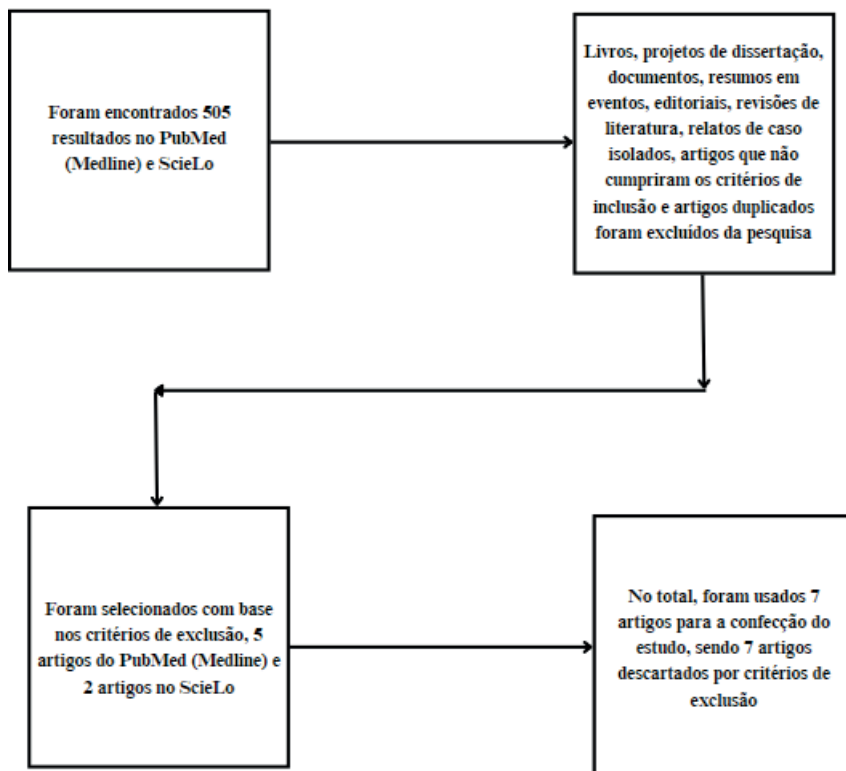 Foram encontrados 505
resultados no PubMed
(Medline) e ScieLo
Livros, projetos de dissertação,
documentos, resumos em
eventos, editoriais, revisões de
literatura, relatos de caso
isolados, artigos que não
cumpriram os critérios de
inclusão e artigos duplicados
foram excluídos da pesquisa
Foram selecionados com base
nos critérios de exclusão, 5
artigos do PubMed (Medline) e
2 artigos no ScieLo
No total, foram usados 7
artigos para a confecção do
estudo, sendo 7 artigos
descartados por critérios de
exclusão